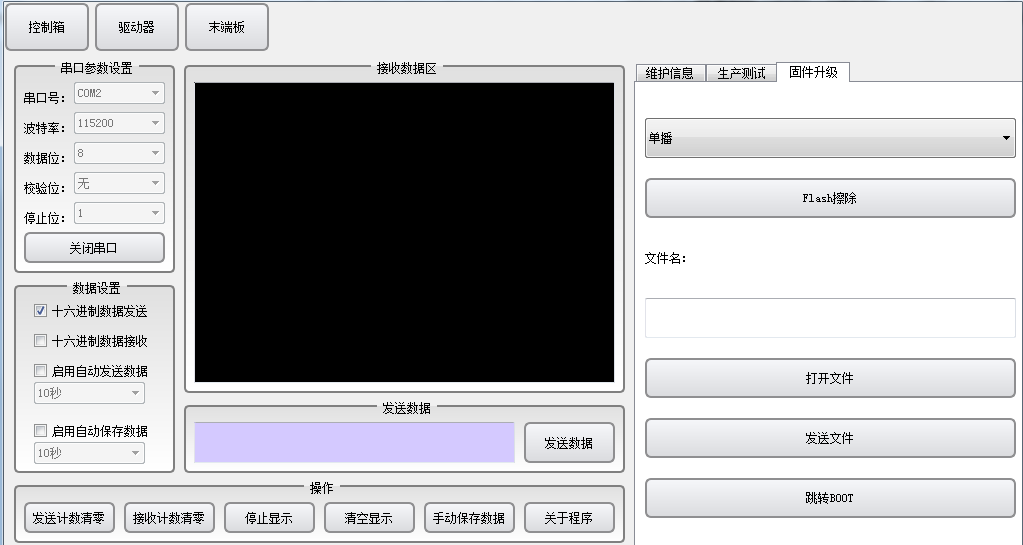 控制箱 驱动器 末端板
串口参数设置
串口号: COM2
波特率: 115200
数据位: 8
校验位: 无
停止位: 1
关闭串口
数据设置
十六进制数据发送
十六进制数据接收
启用自动发送数据
10秒
启用自动保存数据
10秒
接收数据区
发送数据
发送数据
操作
发送计数清零 接收计数清零 停止显示 清空显示 手动保存数据 关于程序
维护信息 生产测试 固件升级
单播
Flash擦除
文件名:
打开文件
发送文件
跳转BOOT